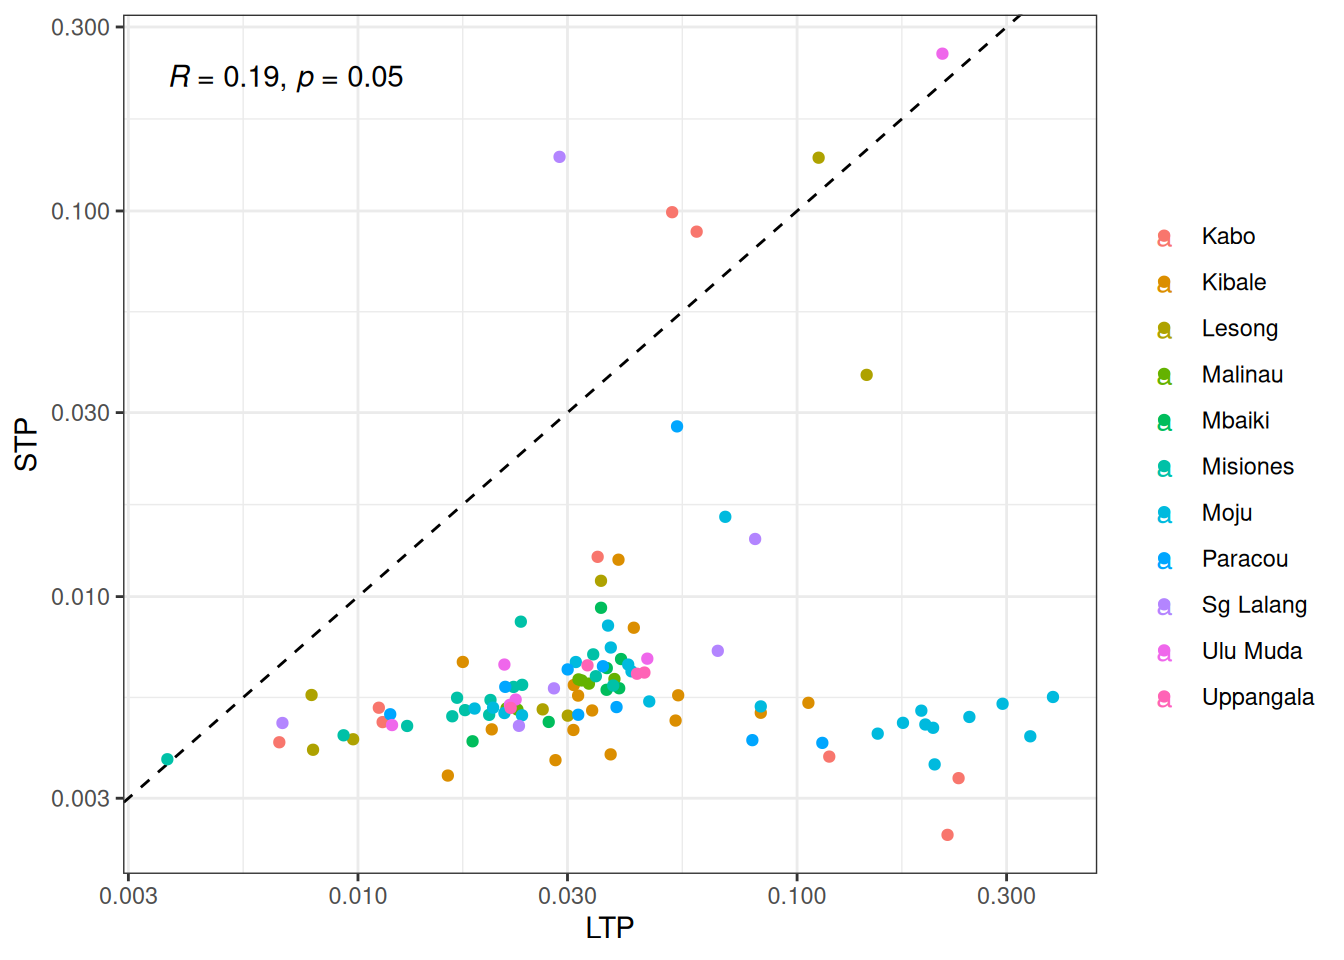 0.300
0.100
0.030
0.010
0.003
STP
R = 0.19, p = 0.05
0.003 0.010 0.030 0.100 0.300
LTP
a Kabo
a Kibale
a Lesong
a Malinau
a Mbaiki
a Misiones
a Moju
a Paracou
a Sg Lalang
a Ulu Muda
a Uppangala